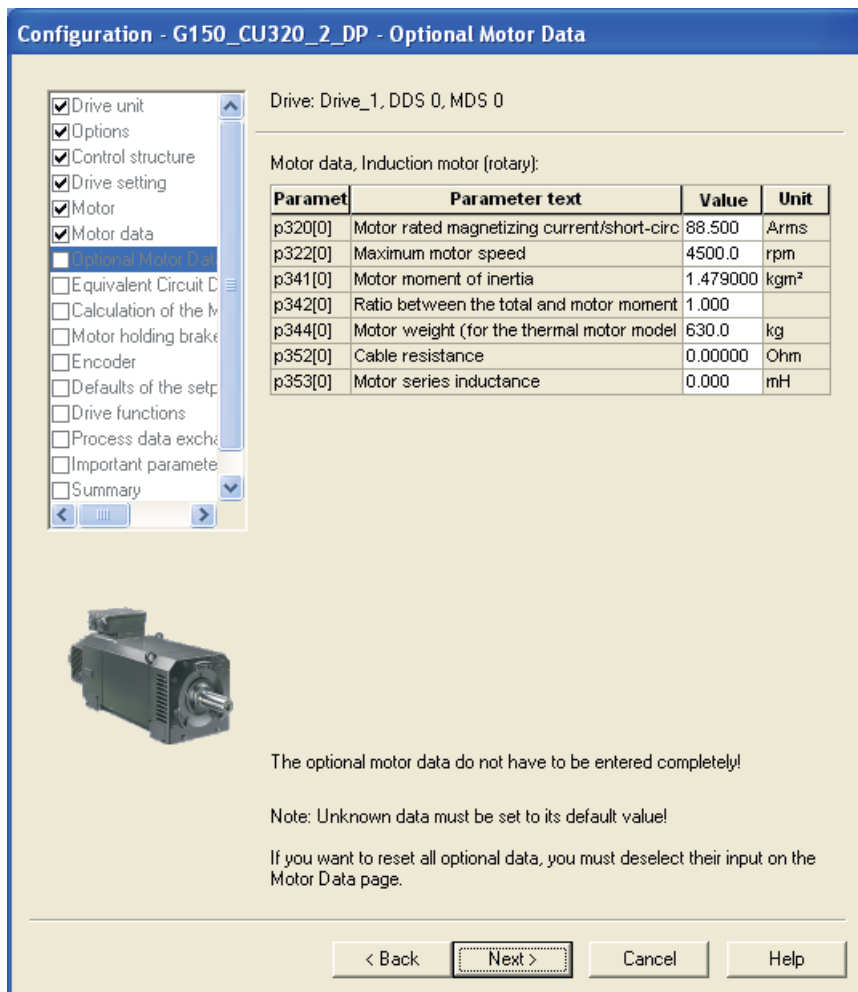 Configuration - G150_CU320_2_DP - Optional Motor Data
Drive unit
Options
Control structure
Drive setting
Motor
Motor data
Optional Motor Dat
Equivalent Circuit D
Calculation of the M
Motor holding brake
Encoder
Defaults of the setp
Drive functions
Process data excha
Important paramete
Summary
Drive: Drive_1, DDS 0, MDS 0
Motor data, Induction motor (rotary):
Paramet Parameter text Value Unit
p320[0] Motor rated magnetizing current/short-circ 88.500 Arms
p322[0] Maximum motor speed 4500.0 rpm
p341[0] Motor moment of inertia 1.479000 kgm²
p342[0] Ratio between the total and motor moment 1.000
p344[0] Motor weight (for the thermal motor model 630.0 kg
p352[0] Cable resistance 0.00000 Ohm
p353[0] Motor series inductance 0.000 mH
The optional motor data do not have to be entered completely!
Note: Unknown data must be set to its default value!
If you want to reset all optional data, you must deselect their input on the
Motor Data page.
< Back Next > Cancel Help